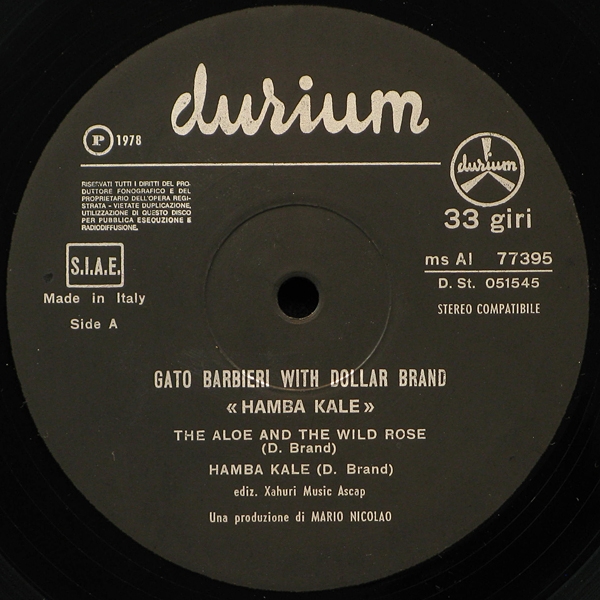 durium
P 1978
durium
33 giri
RISERVATI TUTTI I DIRITTI DEL PRO-
DUTTORE FONOGRAFICO E DEL
PROPRIETARIO DELL'OPERA REGI-
STRATA - VIETATE DUPLICAZIONE,
UTILIZZAZIONE DI QUESTO DISCO
PER PUBBLICA ESEQUZIONE E
RADIODIFFUSIONE.
S.I.A.E.
Made in Italy
Side A
ms AI 77395
D. St. 051545
STEREO COMPATIBILE
GATO BARBIERI WITH DOLLAR BRAND
«HAMBA KALE»
THE ALOE AND THE WILD ROSE
(D. Brand)
HAMBA KALE (D. Brand)
ediz. Xahuri Music Ascap
Una produzione di MARIO NICOLAO